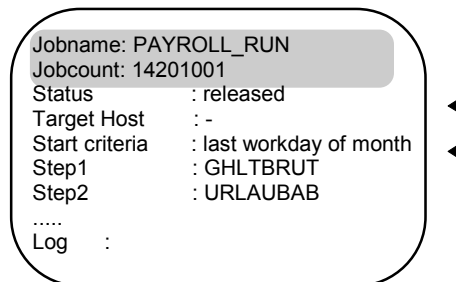 Jobname: PAYROLL_RUN
Jobcount: 14201001
Status : released
Target Host : -
Start criteria : last workday of month
Step1 : GHLTBRUT
Step2 : URLAUBAB
.....
Log :